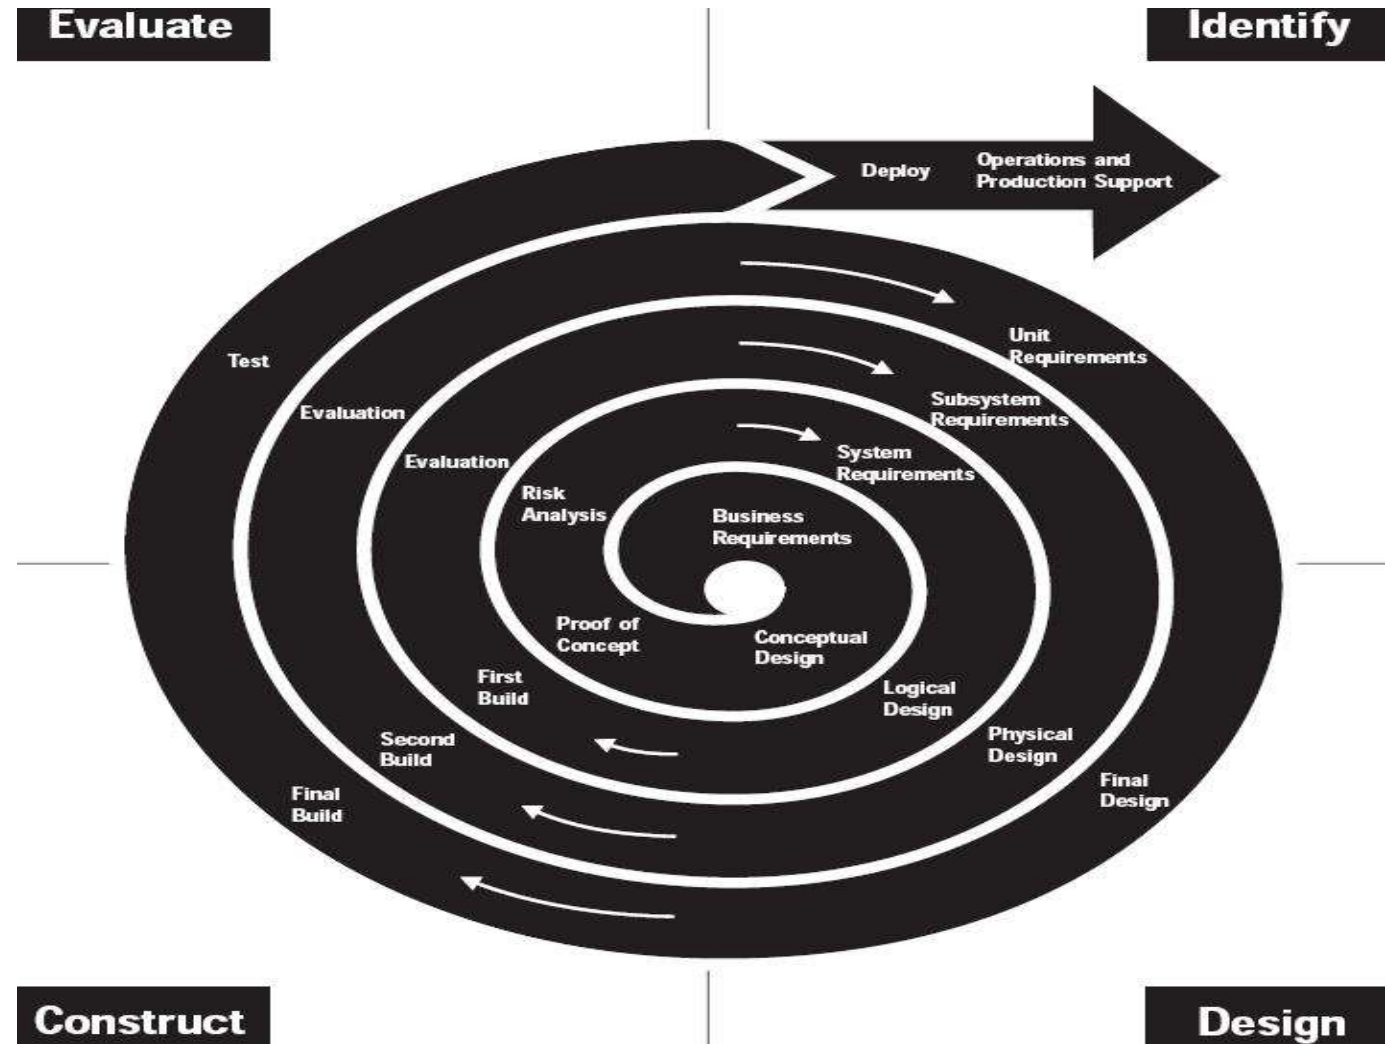 Evaluate
Identify
Deploy
Operations and
Production Support
Unit
Requirements
Test
Subsystem
Requirements
Evaluation
System
Requirements
Evaluation
Risk
Analysis
Business
Requirements
Proof of
Concept
Conceptual
Design
First
Build
Logical
Design
Second
Build
Physical
Design
Final
Build
Final
Design
Construct
Design